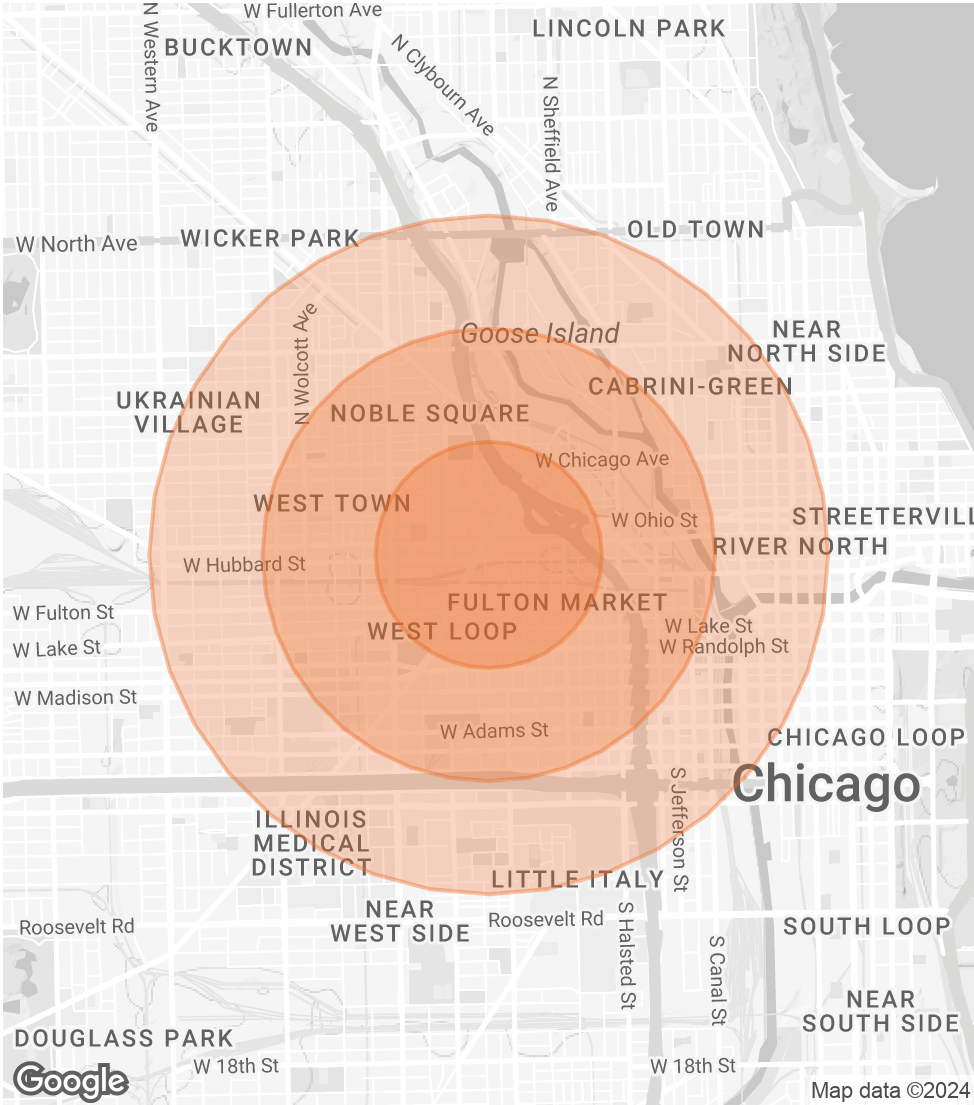 W Fullerton Ave
LINCOLN PARK
N Western Ave
BUCKTOWN
N Clybourn Ave
N Sheffield Ave
W North Ave
WICKER PARK
OLD TOWN
N Wolcott Ave
Goose Island
NEAR
NORTH SIDE
CABRINI-GREEN
UKRAINIAN
VILLAGE
NOBLE SQUARE
W Chicago Ave
WEST TOWN
W Ohio St
STREETERVILL
RIVER NORTH
W Hubbard St
W Fulton St
FULTON MARKET
WEST LOOP
W Lake St
W Lake St
W Randolph St
W Madison St
W Adams St
CHICAGO LOOP
Chicago
S Jefferson St
ILLINOIS
MEDICAL
DISTRICT
LITTLE ITALY
NEAR
WEST SIDE
Roosevelt Rd
Roosevelt Rd
S Halsted St
S Canal St
SOUTH LOOP
NEAR
SOUTH SIDE
DOUGLASS PARK
W 18th St
W 18th St
Google
Map data ©2024